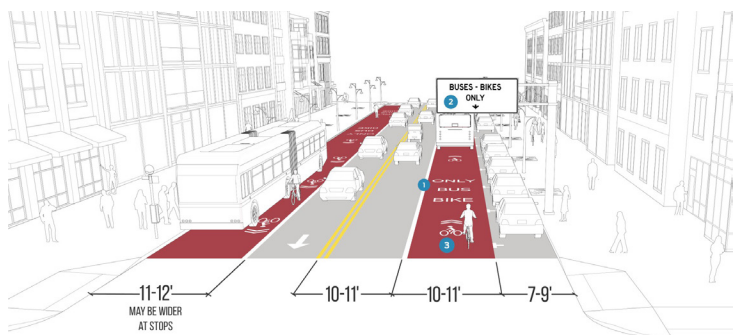 BUSES - BIKES
ONLY
2
1
ONLY
BUS
BIKE
3
11-12'
MAY BE WIDER
AT STOPS
10-11'
10-11'
7-9'